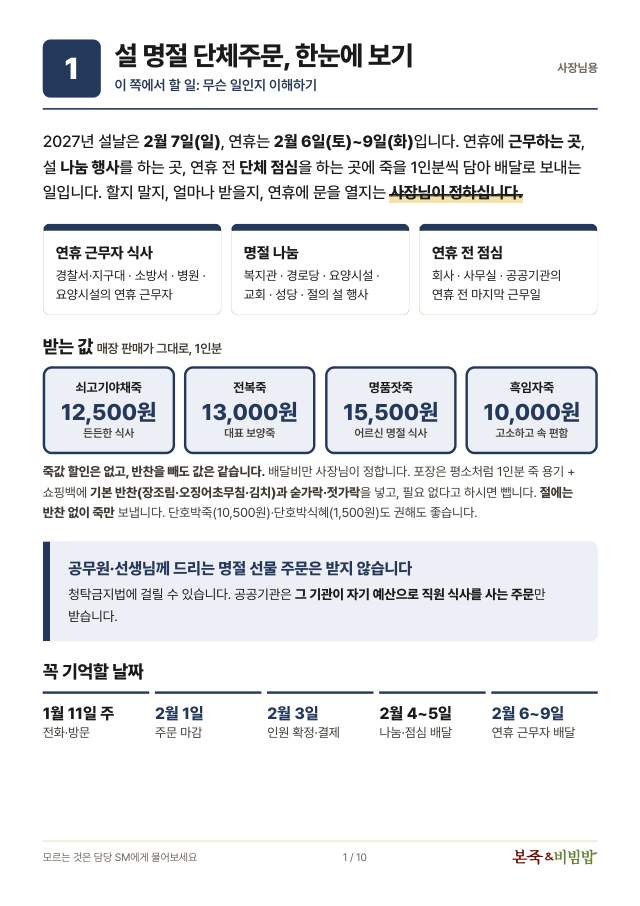 1
설 명절 단체주문, 한눈에 보기
이 쪽에서 할 일: 무슨 일인지 이해하기
사장님용
2027년 설날은 2월 7일(일), 연휴는 2월 6일(토)~9일(화)입니다. 연휴에 근무하는 곳,
설 나눔 행사를 하는 곳, 연휴 전 단체 점심을 하는 곳에 죽을 1인분씩 담아 배달로 보내는
일입니다. 할지 말지, 얼마나 받을지, 연휴에 문을 열지는 사장님이 정하십니다.
연휴 근무자 식사
경찰서·지구대 · 소방서 · 병원 ·
요양시설의 연휴 근무자
명절 나눔
복지관 · 경로당 · 요양시설 ·
교회 · 성당 · 절의 설 행사
연휴 전 점심
회사 · 사무실 · 공공기관의
연휴 전 마지막 근무일
받는 값 매장 판매가 그대로, 1인분
쇠고기야채죽
12,500원
든든한 식사
전복죽
13,000원
대표 보양죽
명품잣죽
15,500원
어르신 명절 식사
흑임자죽
10,000원
고소하고 속 편함
죽값 할인은 없고, 반찬을 빼도 값은 같습니다. 배달비만 사장님이 정합니다. 포장은 평소처럼 1인분 죽 용기 +
쇼핑백에 기본 반찬(장조림·오징어초무침·김치)과 숟가락·젓가락을 넣고, 필요 없다고 하시면 뺍니다. 절에는
반찬 없이 죽만 보냅니다. 단호박죽(10,500원)·단호박식혜(1,500원)도 권해도 좋습니다.
공무원·선생님께 드리는 명절 선물 주문은 받지 않습니다
청탁금지법에 걸릴 수 있습니다. 공공기관은 그 기관이 자기 예산으로 직원 식사를 사는 주문만
받습니다.
꼭 기억할 날짜
1월 11일 주
전화·방문
2월 1일
주문 마감
2월 3일
인원 확정·결제
2월 4~5일
나눔·점심 배달
2월 6~9일
연휴 근무자 배달
모르는 것은 담당 SM에게 물어보세요
1 / 10
본죽&비빔밥